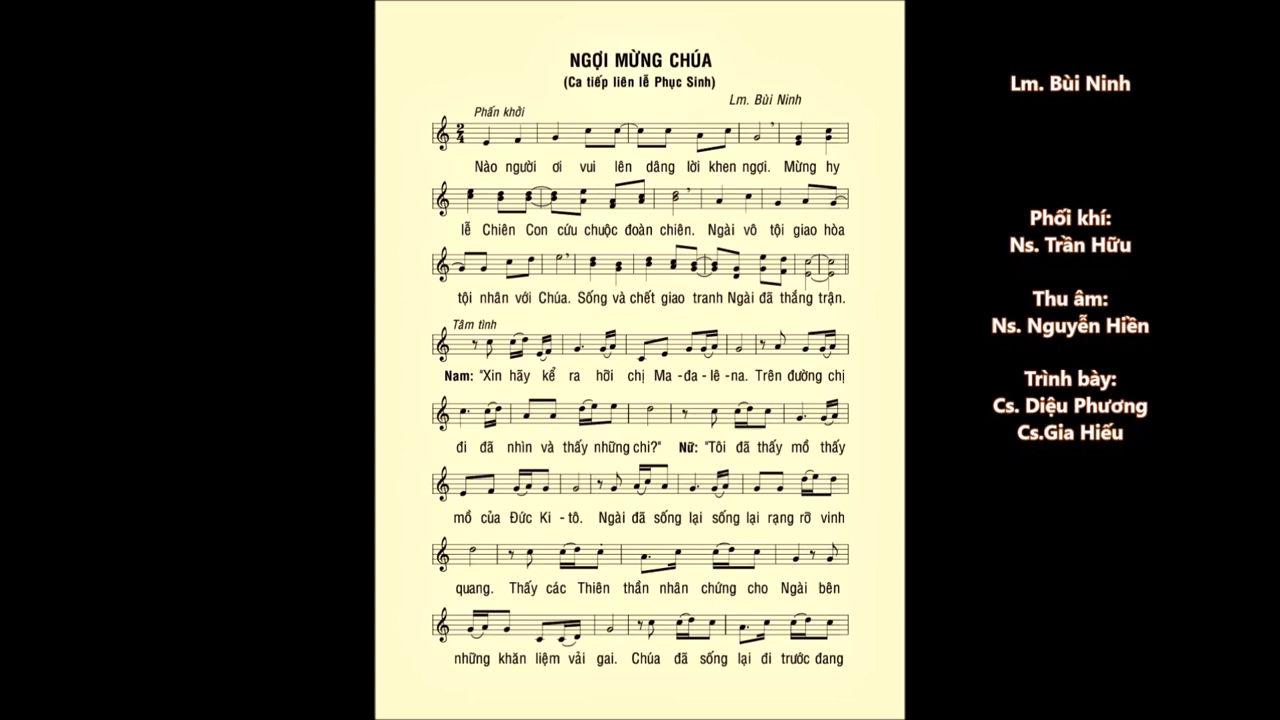 NGỢI MỪNG CHÚA
(Ca tiếp liên lễ Phục Sinh)
Lm. Bùi Ninh
Phấn khởi
2
4
Nào người ơi vui lên dâng lời khen ngợi. Mừng hy
lễ Chiên Con cứu chuộc đoàn chiên. Ngài vô tội giao hòa
tội nhân với Chúa. Sống và chết giao tranh Ngài đã thắng trận.
Tâm tình
Nam: "Xin hãy kể ra hỡi chị Ma-đa-lê-na. Trên đường chị
đi đã nhìn và thấy những chi?" Nữ: "Tôi đã thấy mồ thấy
mồ của Đức Ki-tô. Ngài đã sống lại sống lại rạng rỡ vinh
quang. Thấy các Thiên thần nhân chứng cho Ngài bên
những khăn liệm vải gai. Chúa đã sống lại đi trước đang
Lm. Bùi Ninh
Phối khí:
Ns. Trần Hữu
Thu âm:
Ns. Nguyễn Hiền
Trình bày:
Cs. Diệu Phương
Cs.Gia Hiếu